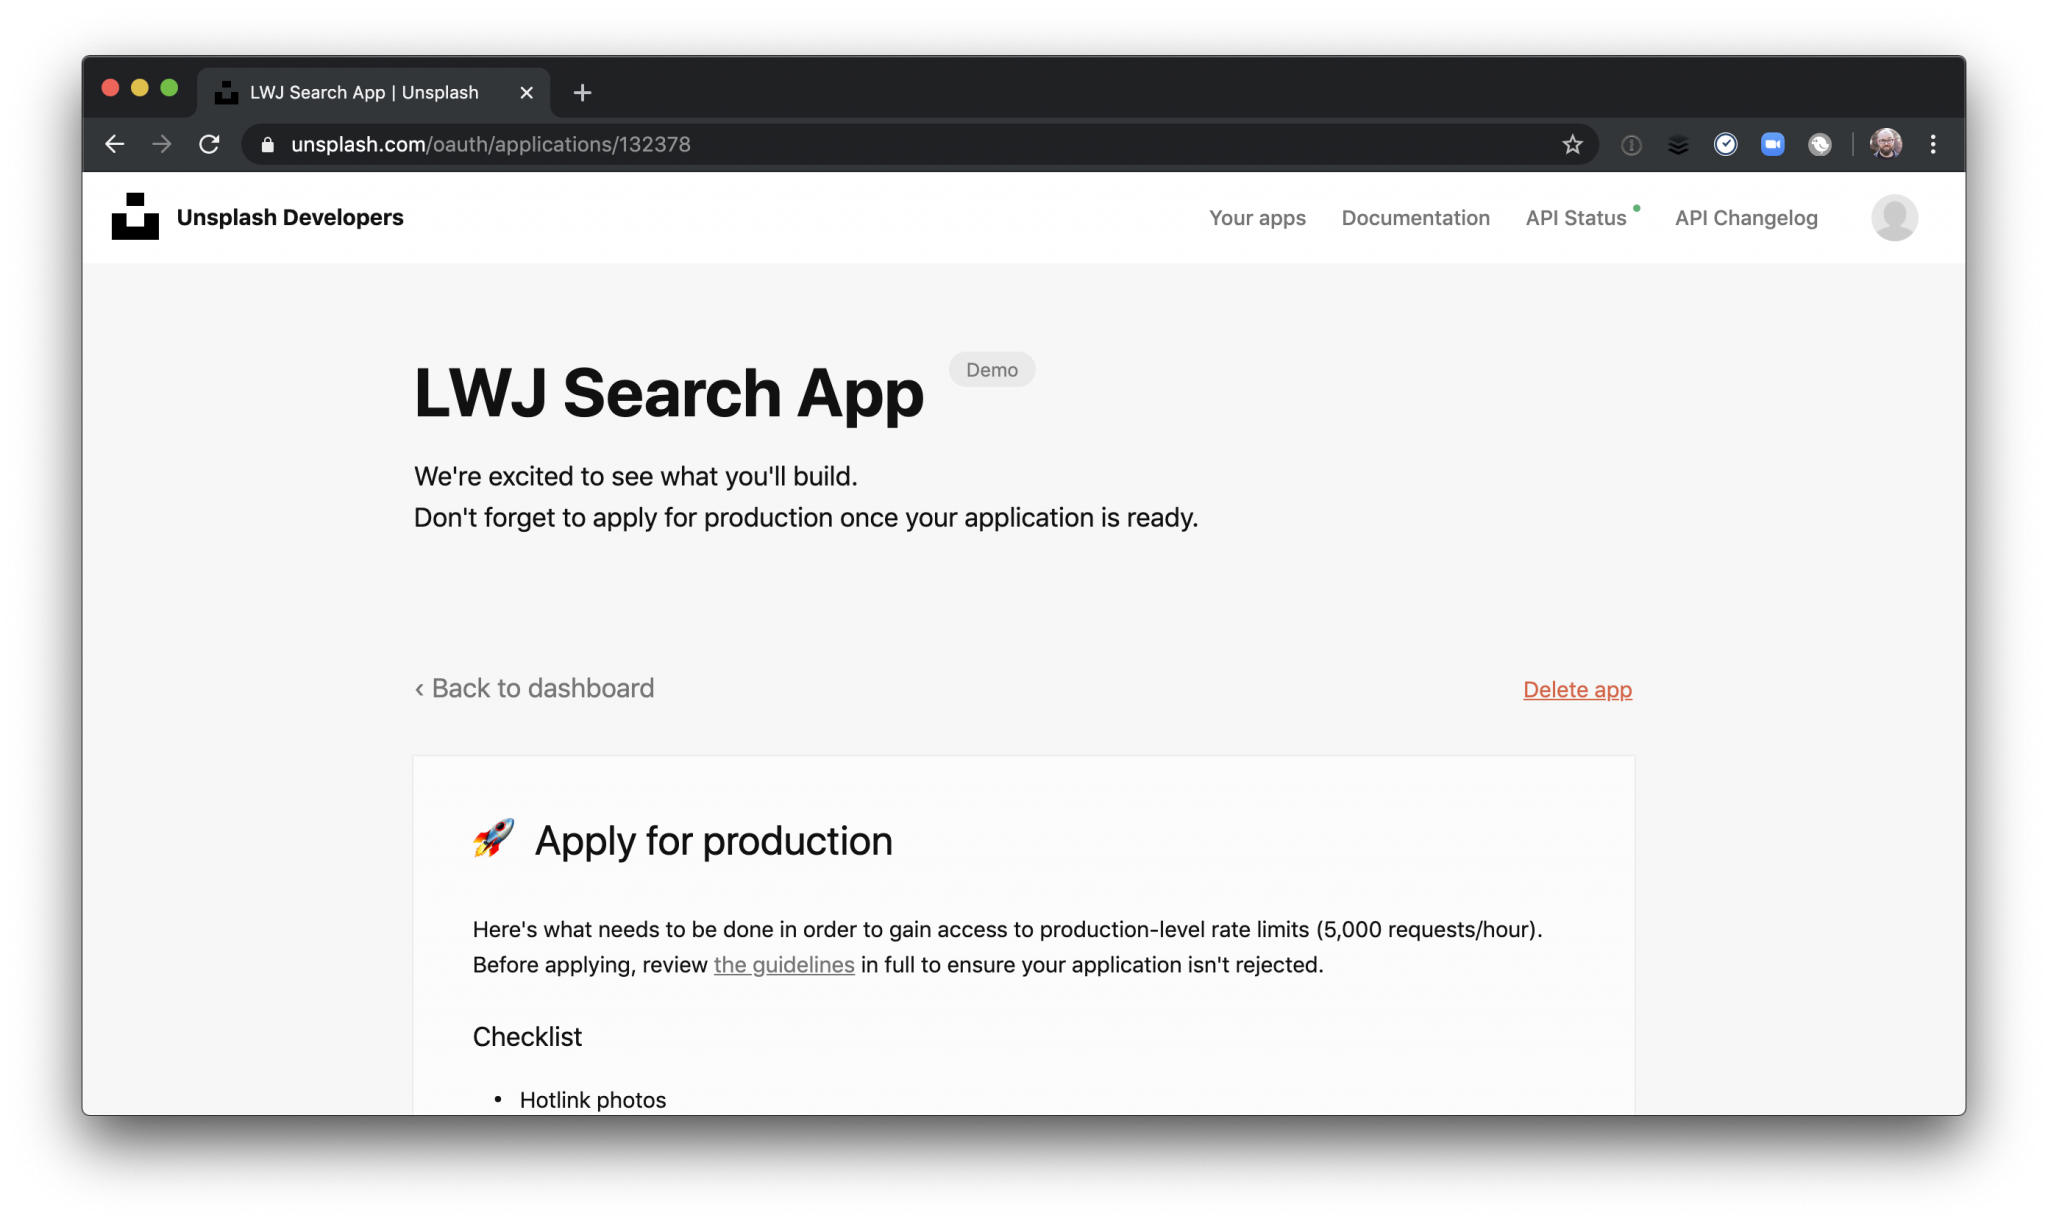 LWJ Search App | Unsplash
unsplash.com/oauth/applications/132378
Unsplash Developers
Your apps
Documentation
API Status
API Changelog
LWJ Search App
Demo
We're excited to see what you'll build.
Don't forget to apply for production once your application is ready.
‹ Back to dashboard
Delete app
🚀 Apply for production
Here's what needs to be done in order to gain access to production-level rate limits (5,000 requests/hour).
Before applying, review the guidelines in full to ensure your application isn't rejected.
Checklist
• Hotlink photos